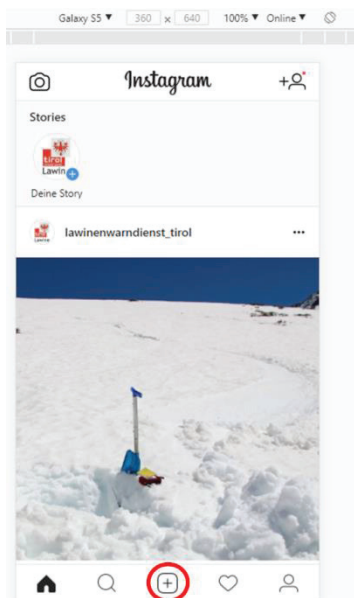 Galaxy S5 ▼ 360 x 640 100% ▼ Online ▼
Instagram
Stories
tirol
Lawin
Deine Story
lawinenwarndienst_tirol